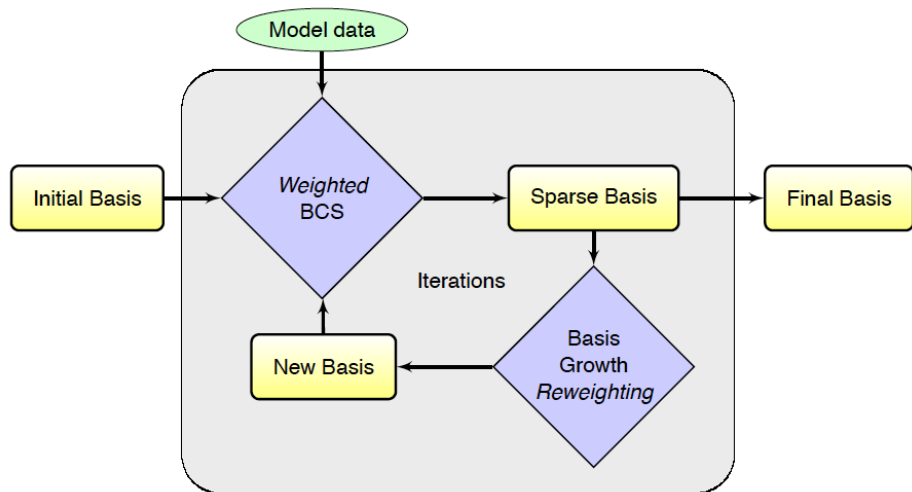 Model data
Initial Basis
Weighted
BCS
Sparse Basis
Final Basis
Iterations
New Basis
Basis
Growth
Reweighting